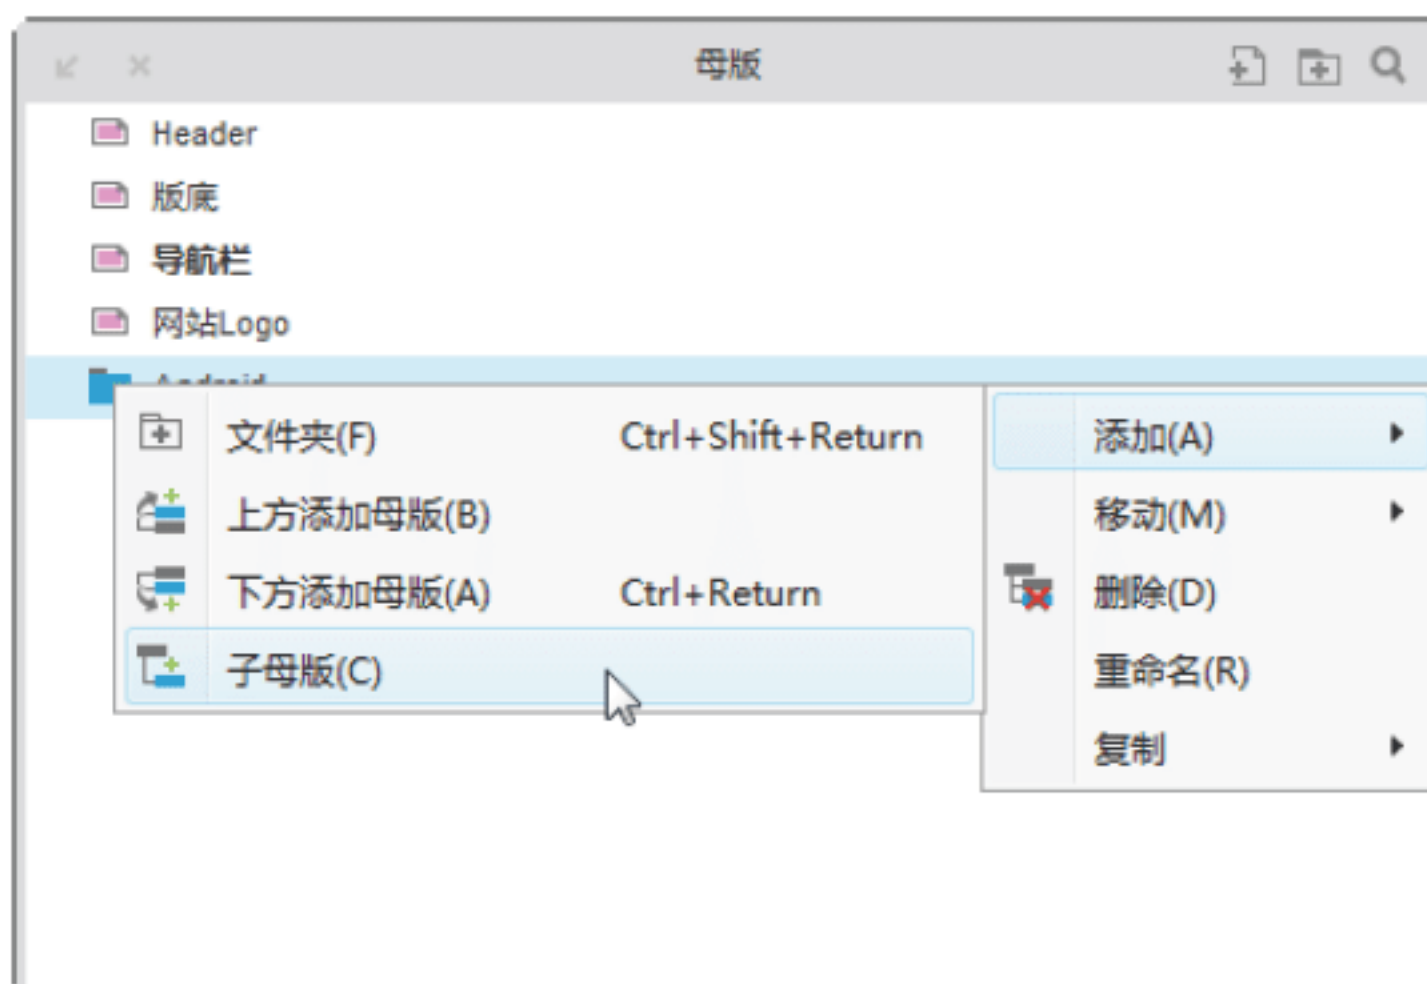 母版
Header
版底
导航栏
网站Logo
Android
文件夹(F) Ctrl+Shift+Return
上方添加母版(B)
下方添加母版(A) Ctrl+Return
子母版(C)
添加(A)
移动(M)
删除(D)
重命名(R)
复制